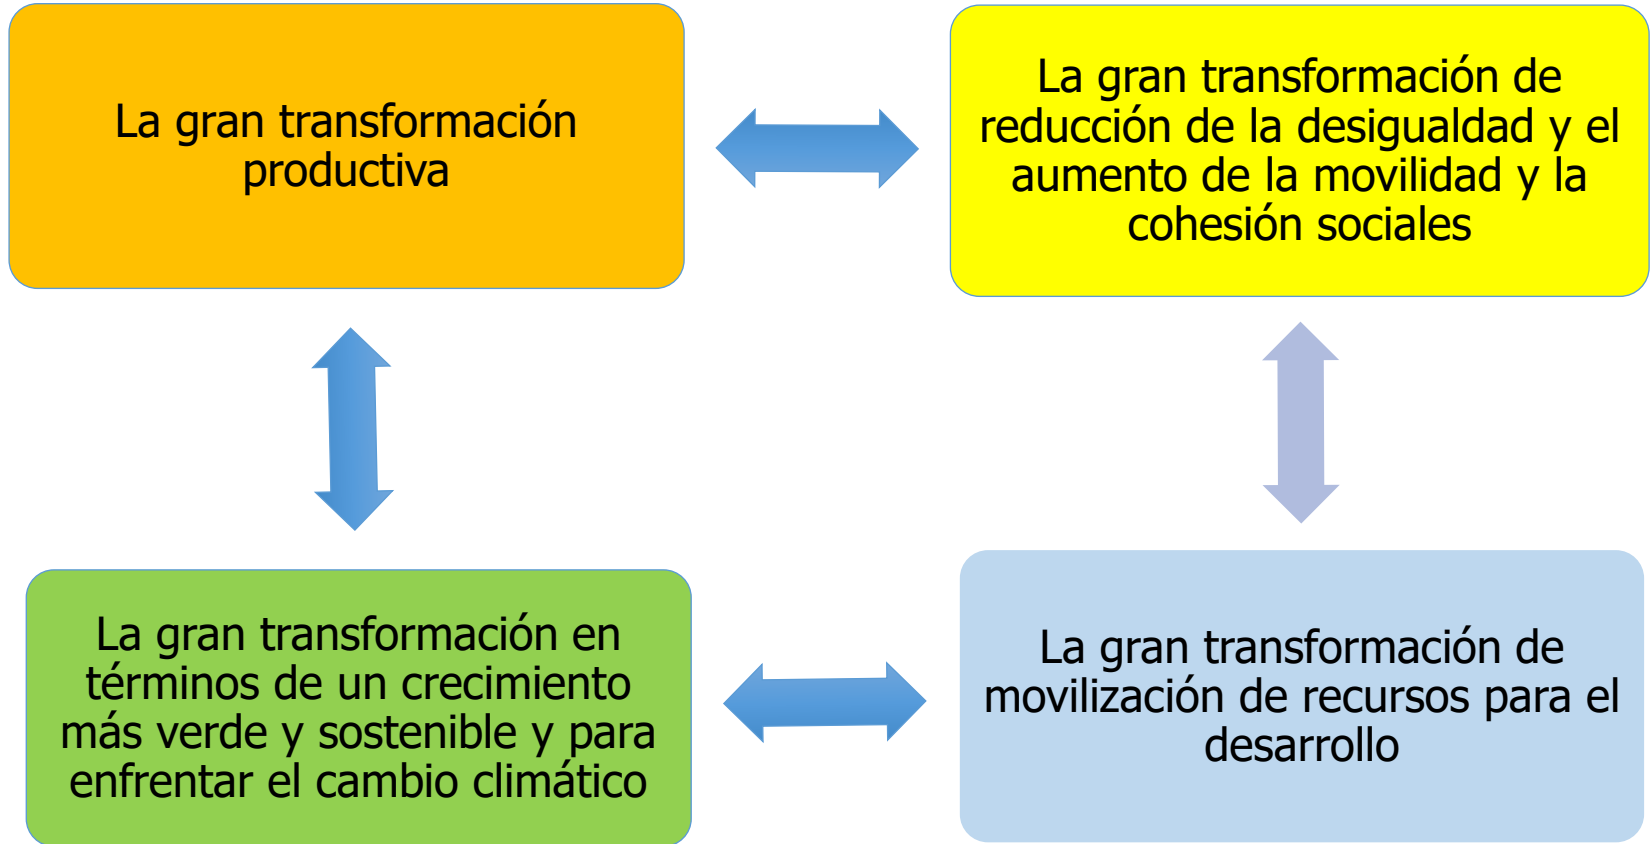 La gran transformación
productiva
La gran transformación de
reducción de la desigualdad y el
aumento de la movilidad y la
cohesión sociales
La gran transformación en
términos de un crecimiento
más verde y sostenible y para
enfrentar el cambio climático
La gran transformación de
movilización de recursos para el
desarrollo